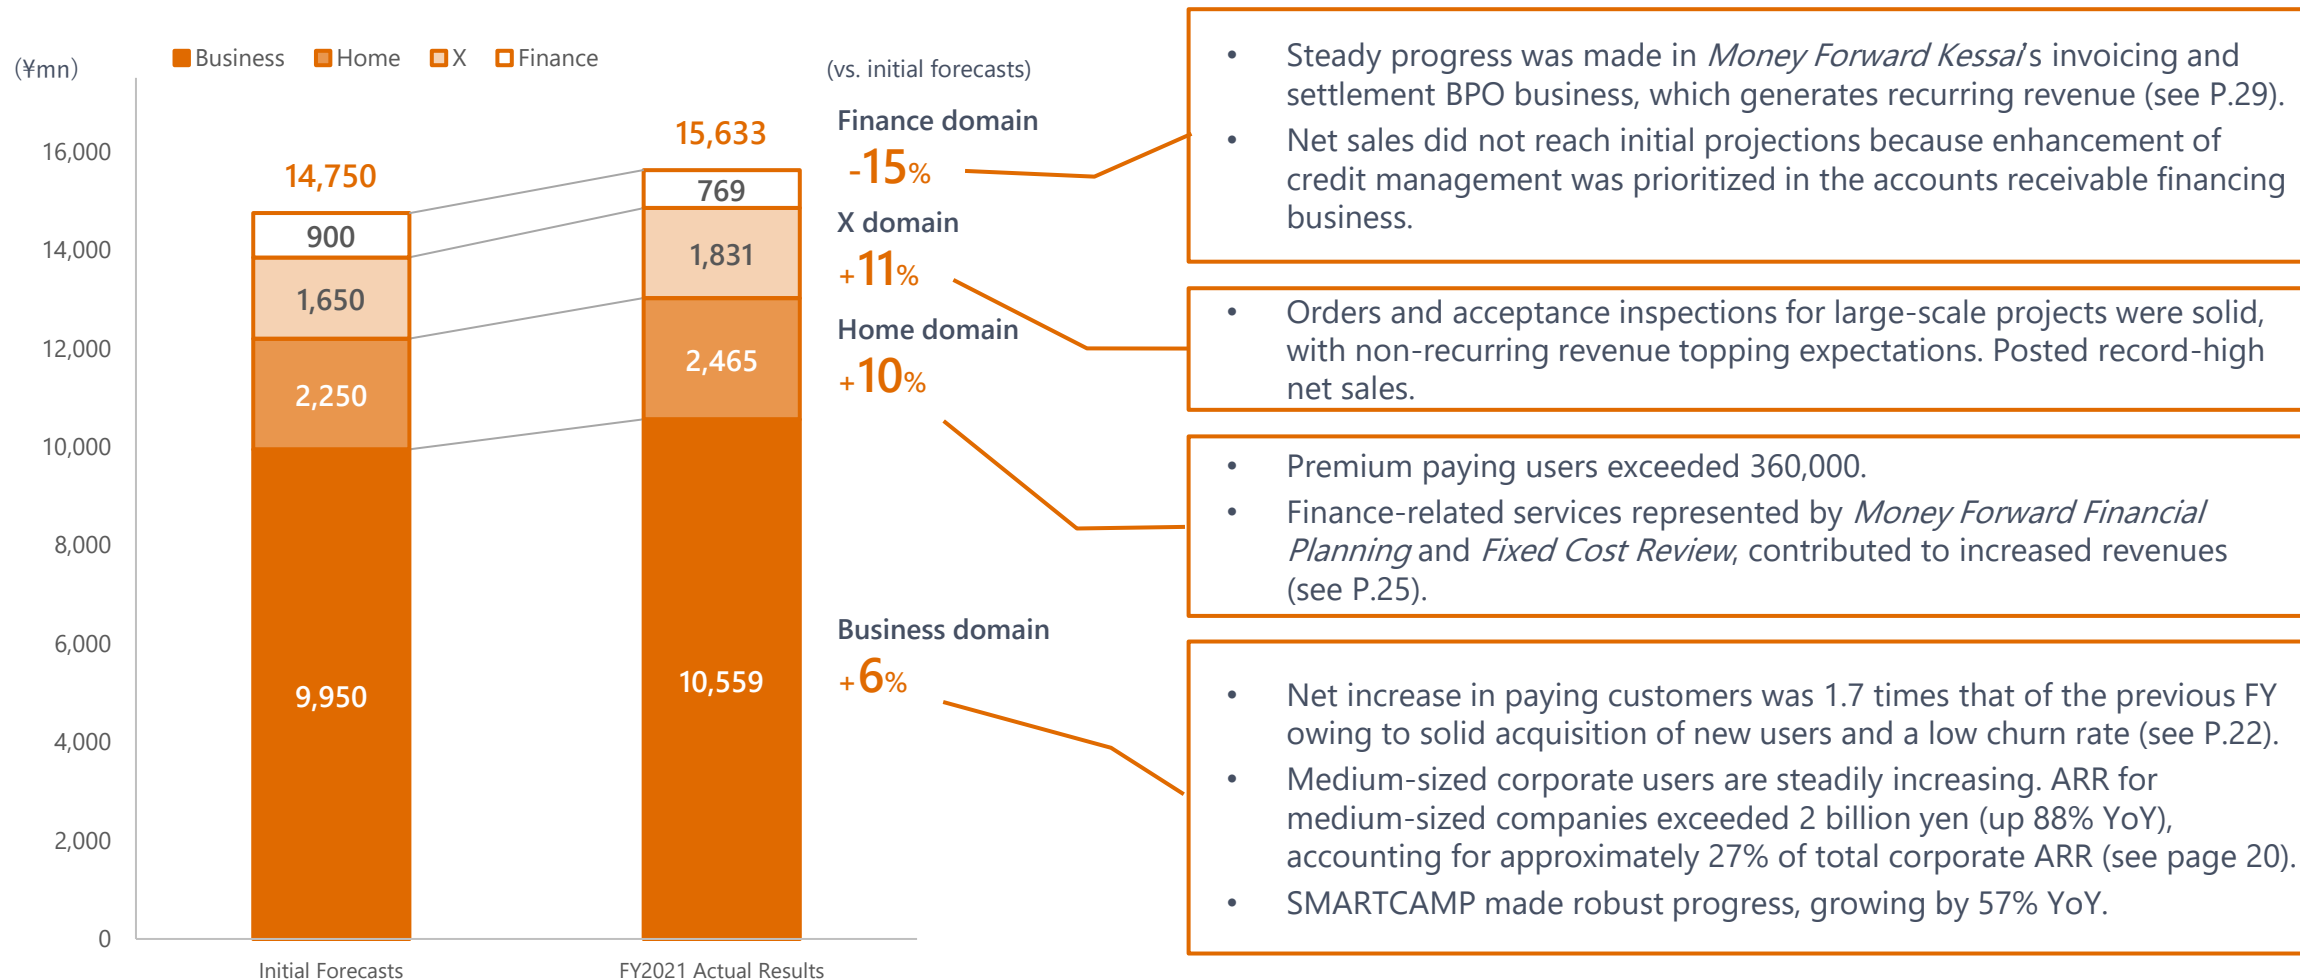 (¥mn)
Business Home X Finance
16,000
14,000
12,000
10,000
8,000
6,000
4,000
2,000
0
14,750
900
1,650
2,250
9,950
Initial Forecasts
15,633
769
1,831
2,465
10,559
FY2021 Actual Results
(vs. initial forecasts)
Finance domain
-15%
X domain
+11%
Home domain
+10%
Business domain
+6%
• Steady progress was made in Money Forward Kessai's invoicing and
settlement BPO business, which generates recurring revenue (see P.29).
• Net sales did not reach initial projections because enhancement of
credit management was prioritized in the accounts receivable financing
business.
• Orders and acceptance inspections for large-scale projects were solid,
with non-recurring revenue topping expectations. Posted record-high
net sales.
• Premium paying users exceeded 360,000.
• Finance-related services represented by Money Forward Financial
Planning and Fixed Cost Review, contributed to increased revenues
(see P.25).
• Net increase in paying customers was 1.7 times that of the previous FY
owing to solid acquisition of new users and a low churn rate (see P.22).
• Medium-sized corporate users are steadily increasing. ARR for
medium-sized companies exceeded 2 billion yen (up 88% YoY),
accounting for approximately 27% of total corporate ARR (see page 20).
• SMARTCAMP made robust progress, growing by 57% YoY.